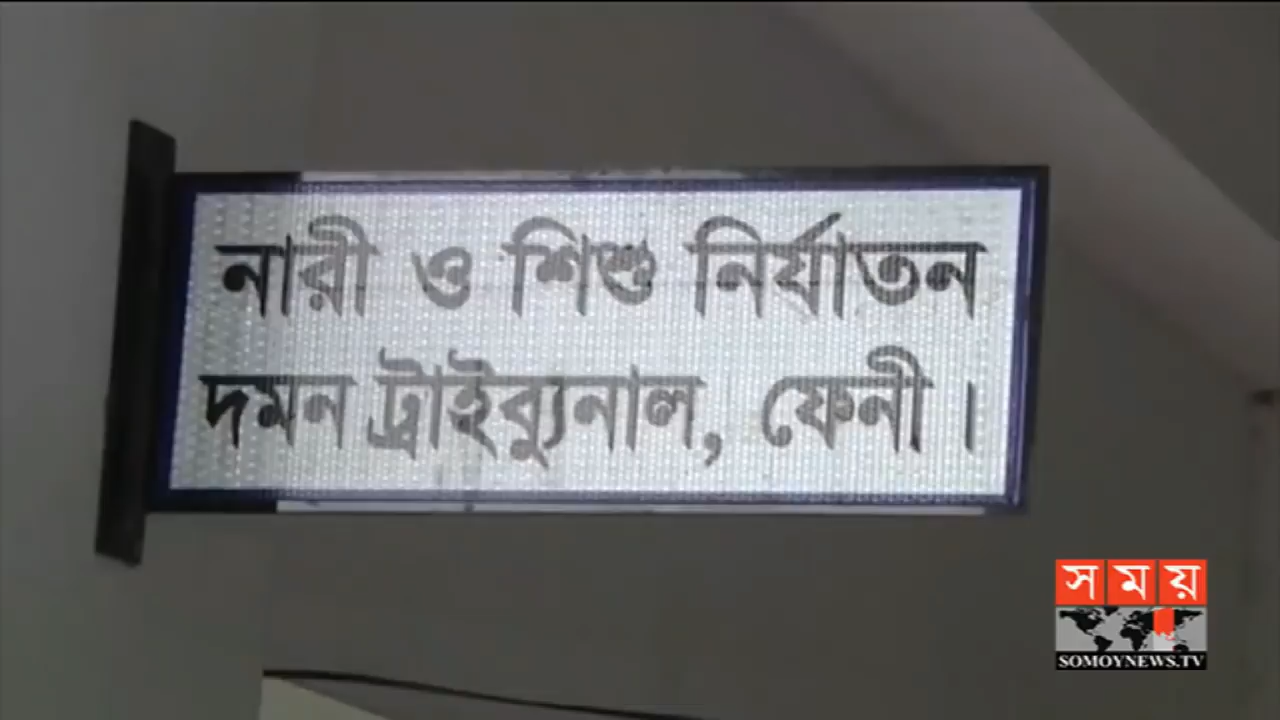 নারী ও শিশু নির্যাতন
দমন ট্রাইব্যুনাল, ফেনী।
সময়
SOMOYNEWS.TV